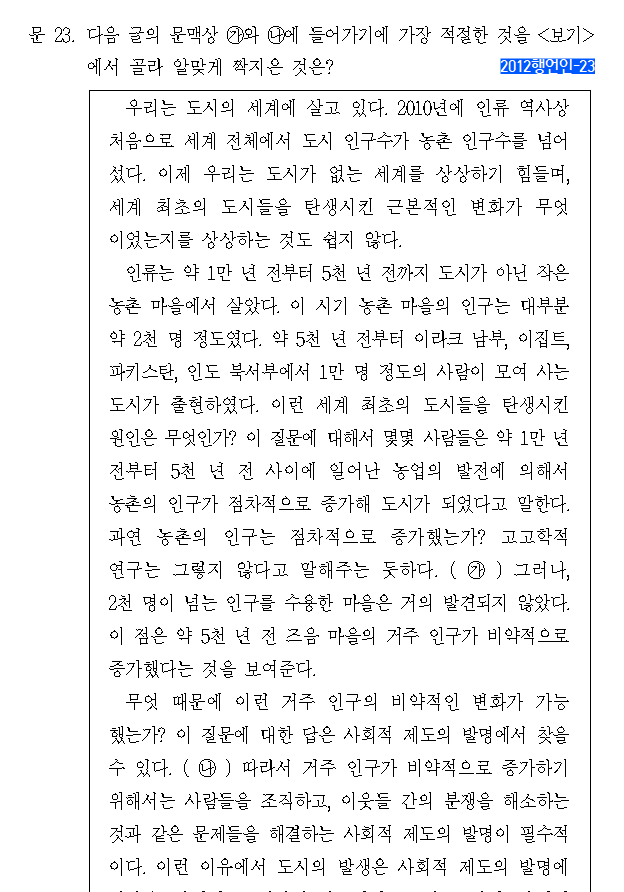 문 23. 다음 글의 문맥상 ㉮와 ㉯에 들어가기에 가장 적절한 것을 <보기>
에서 골라 알맞게 짝지은 것은?
2012행언인-23
우리는 도시의 세계에 살고 있다. 2010년에 인류 역사상
처음으로 세계 전체에서 도시 인구수가 농촌 인구수를 넘어
섰다. 이제 우리는 도시가 없는 세계를 상상하기 힘들며,
세계 최초의 도시들을 탄생시킨 근본적인 변화가 무엇
이었는지를 상상하는 것도 쉽지 않다.
인류는 약 1만 년 전부터 5천 년 전까지 도시가 아닌 작은
농촌 마을에서 살았다. 이 시기 농촌 마을의 인구는 대부분
약 2천 명 정도였다. 약 5천 년 전부터 이라크 남부, 이집트,
파키스탄, 인도 북서부에서 1만 명 정도의 사람이 모여 사는
도시가 출현하였다. 이런 세계 최초의 도시들을 탄생시킨
원인은 무엇인가? 이 질문에 대해서 몇몇 사람들은 약 1만 년
전부터 5천 년 전 사이에 일어난 농업의 발전에 의해서
농촌의 인구가 점차적으로 증가해 도시가 되었다고 말한다.
과연 농촌의 인구는 점차적으로 증가했는가? 고고학적
연구는 그렇지 않다고 말해주는 듯하다. ( ㉮ ) 그러나,
2천 명이 넘는 인구를 수용한 마을은 거의 발견되지 않았다.
이 점은 약 5천 년 전 즈음 마을의 거주 인구가 비약적으로
증가했다는 것을 보여준다.
무엇 때문에 이런 거주 인구의 비약적인 변화가 가능
했는가? 이 질문에 대한 답은 사회적 제도의 발명에서 찾을
수 있다. ( ㉯ ) 따라서 거주 인구가 비약적으로 증가하기
위해서는 사람들을 조직하고, 이웃들 간의 분쟁을 해소하는
것과 같은 문제들을 해결하는 사회적 제도의 발명이 필수적
이다. 이런 이유에서 도시의 발생은 사회적 제도의 발명에